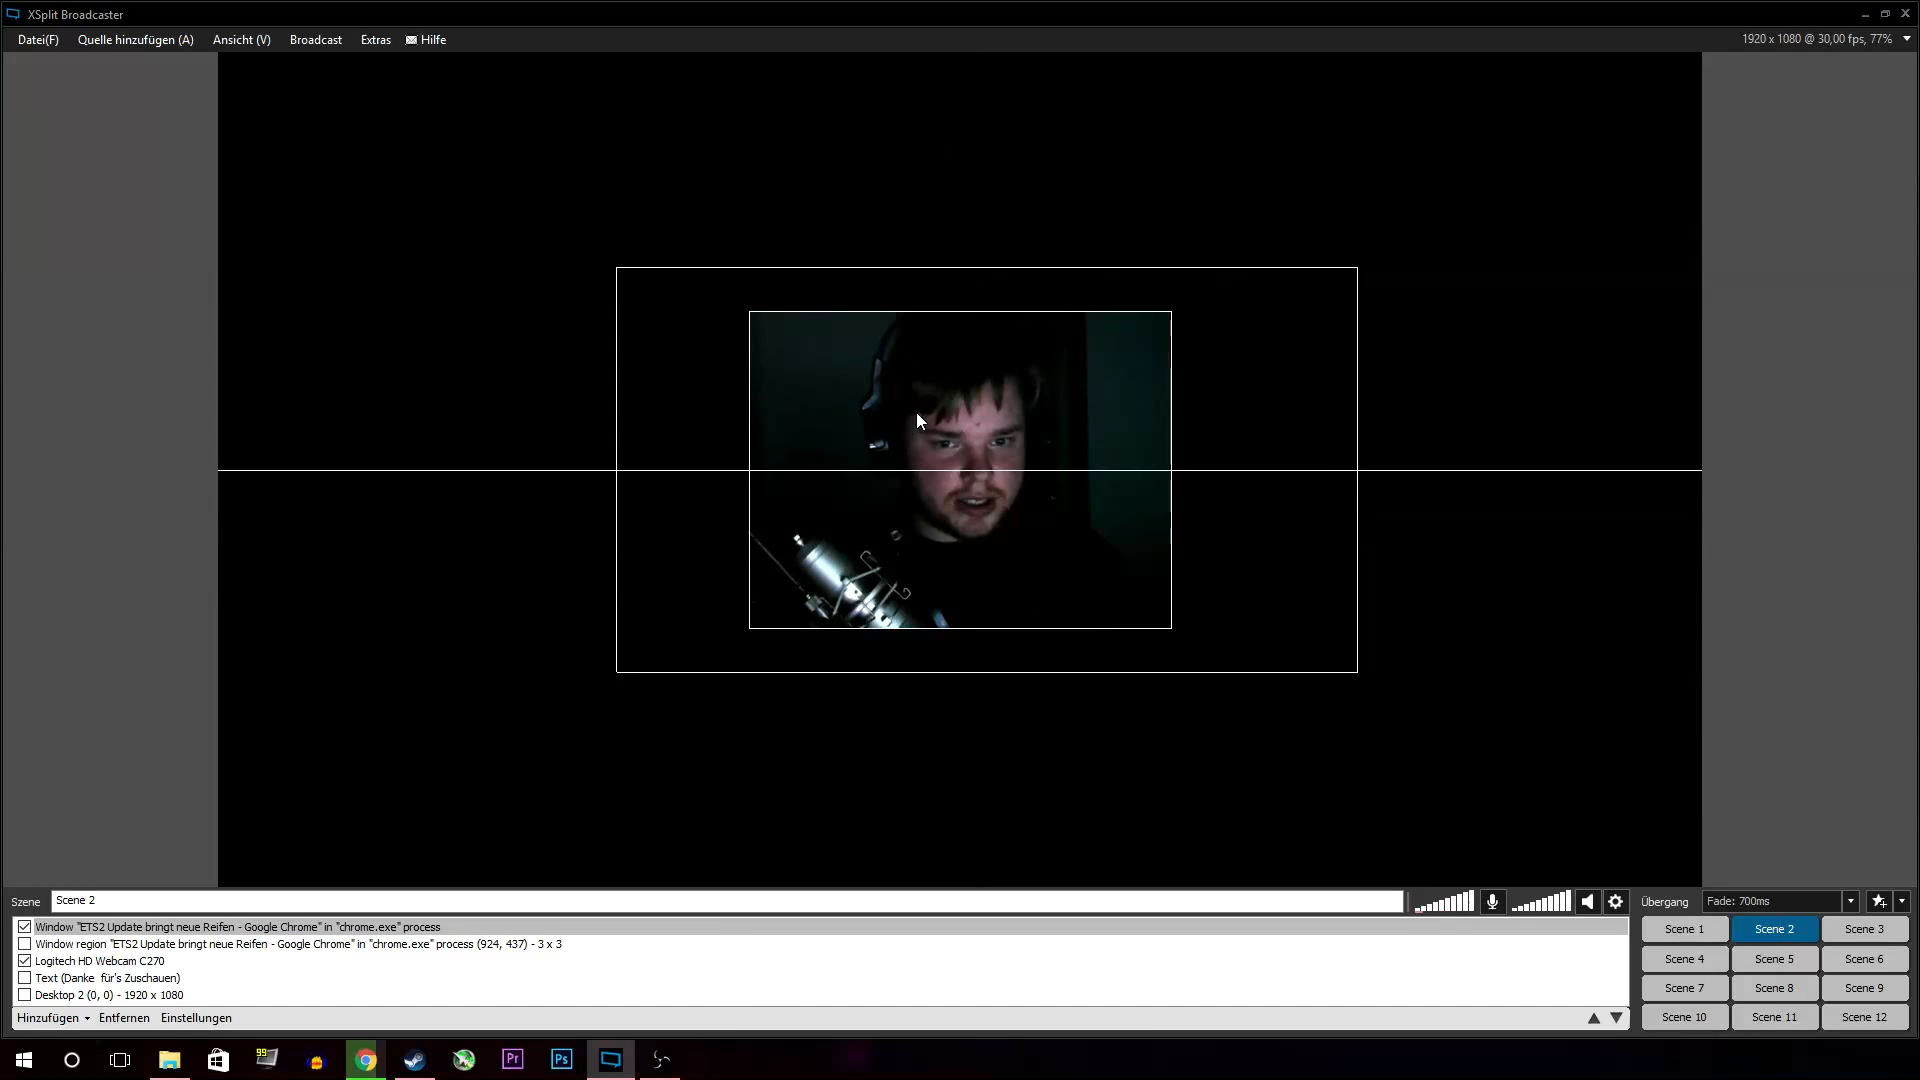 XSplit Broadcaster
Datei(F) Quelle hinzufügen (A) Ansicht (V) Broadcast Extras Hilfe 1920 x 1080 @ 30,00 fps, 77%
Szene Scene 2 Übergang Fade: 700ms
Window "ETS2 Update bringt neue Reifen - Google Chrome" in "chrome.exe" process
Window region "ETS2 Update bringt neue Reifen - Google Chrome" in "chrome.exe" process (924, 437) - 3 x 3
Logitech HD Webcam C270
Text (Danke  für's Zuschauen)
Desktop 2 (0, 0) - 1920 x 1080
Hinzufügen Entfernen Einstellungen
Scene 1 Scene 2 Scene 3
Scene 4 Scene 5 Scene 6
Scene 7 Scene 8 Scene 9
Scene 10 Scene 11 Scene 12
99 Pr Ps